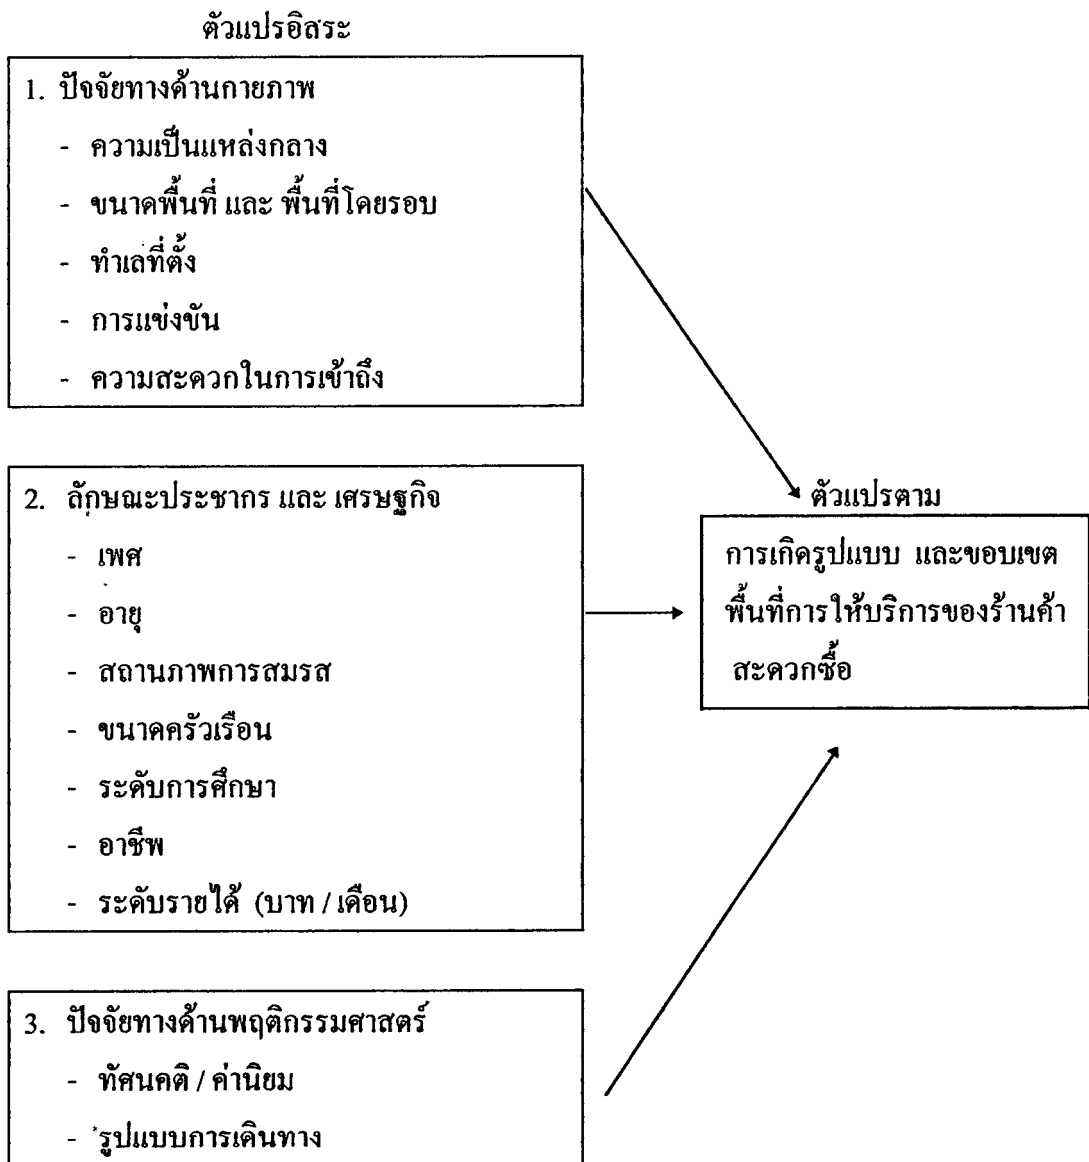 ตัวแปรอิสระ
1. ปัจจัยทางด้านกายภาพ
- ความเป็นแหล่งกลาง
- ขนาดพื้นที่ และ พื้นที่โดยรอบ
- ทำเลที่ตั้ง
- การแข่งขัน
- ความสะดวกในการเข้าถึง
2. ลักษณะประชากร และ เศรษฐกิจ
- เพศ
- อายุ
- สถานภาพการสมรส
- ขนาดครัวเรือน
- ระดับการศึกษา
- อาชีพ
- ระดับรายได้ (บาท / เดือน)
3. ปัจจัยทางด้านพฤติกรรมศาสตร์
- ทัศนคติ / ค่านิยม
- รูปแบบการเดินทาง
ตัวแปรตาม
การเกิดรูปแบบ และขอบเขต
พื้นที่การให้บริการของร้านค้า
สะดวกซื้อ